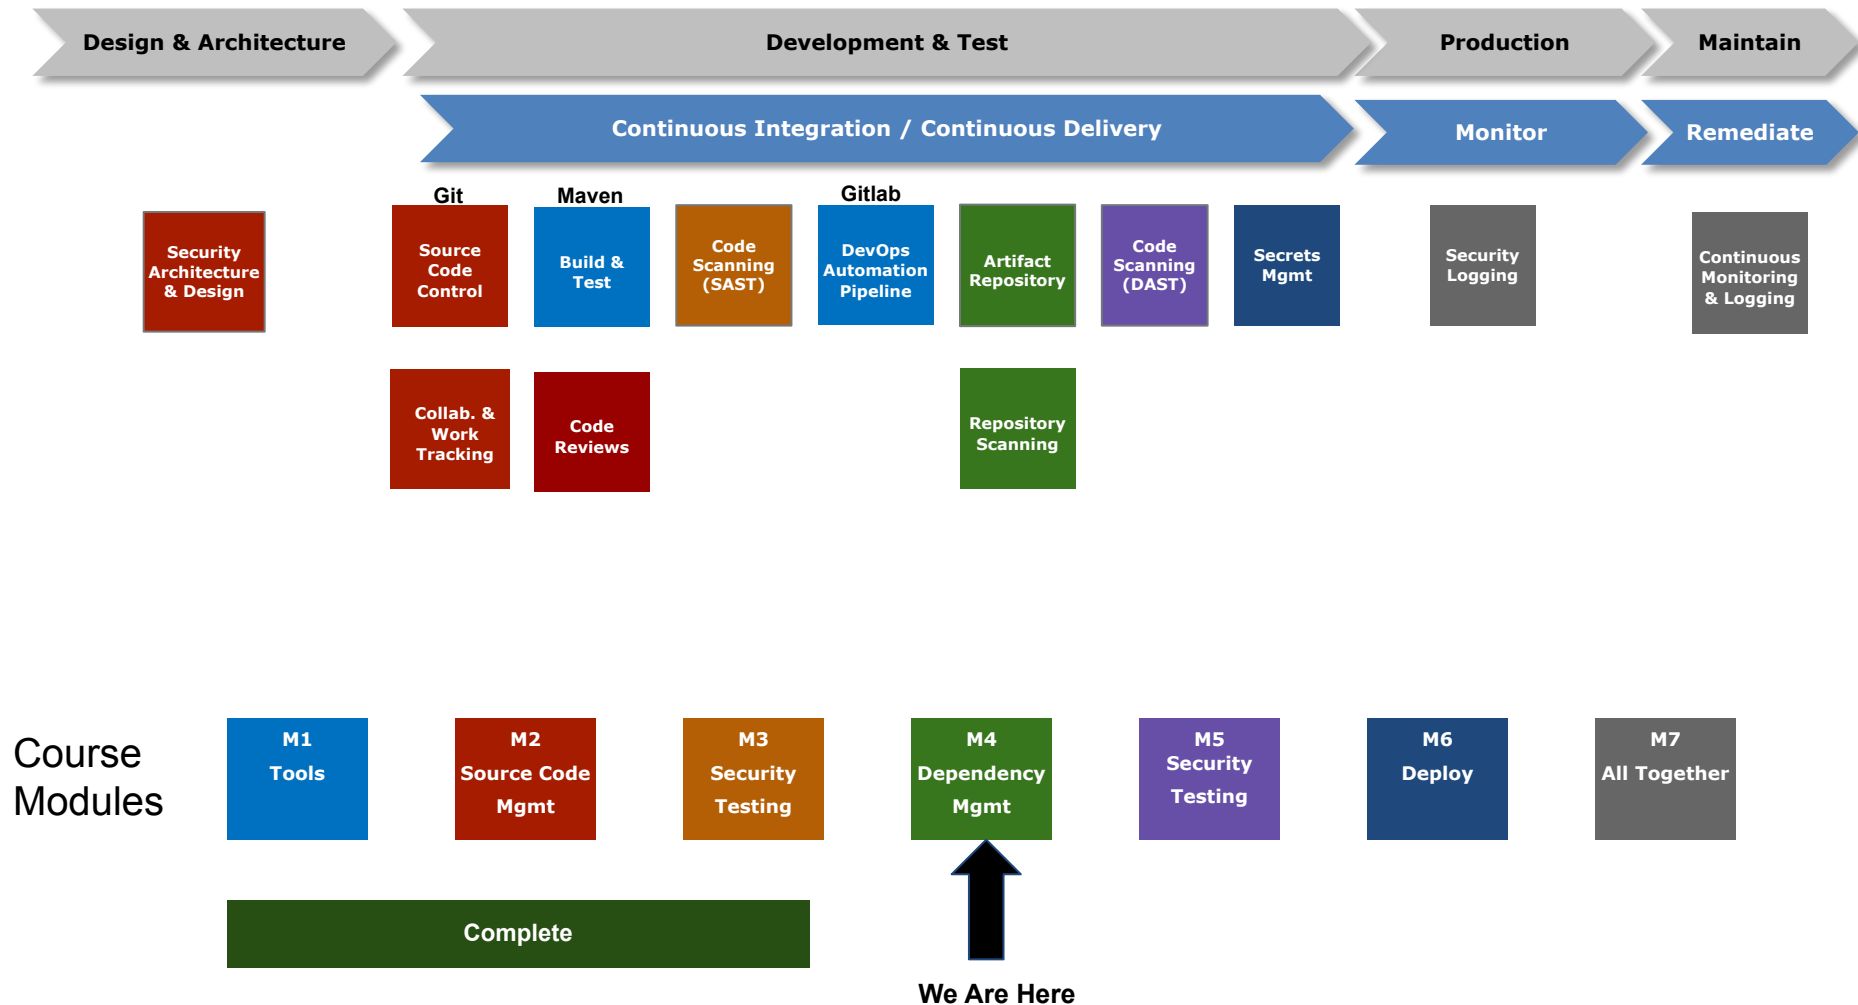 Design & Architecture
Development & Test
Production
Maintain
Continuous Integration / Continuous Delivery
Monitor
Remediate
Git
Maven
Gitlab
Security
Architecture
& Design
Source
Code
Control
Build &
Test
Code
Scanning
(SAST)
DevOps
Automation
Pipeline
Artifact
Repository
Code
Scanning
(DAST)
Secrets
Mgmt
Security
Logging
Continuous
Monitoring
& Logging
Collab. &
Work
Tracking
Code
Reviews
Repository
Scanning
Course
Modules
M1
Tools
M2
Source Code
Mgmt
M3
Security
Testing
M4
Dependency
Mgmt
M5
Security
Testing
M6
Deploy
M7
All Together
Complete
We Are Here